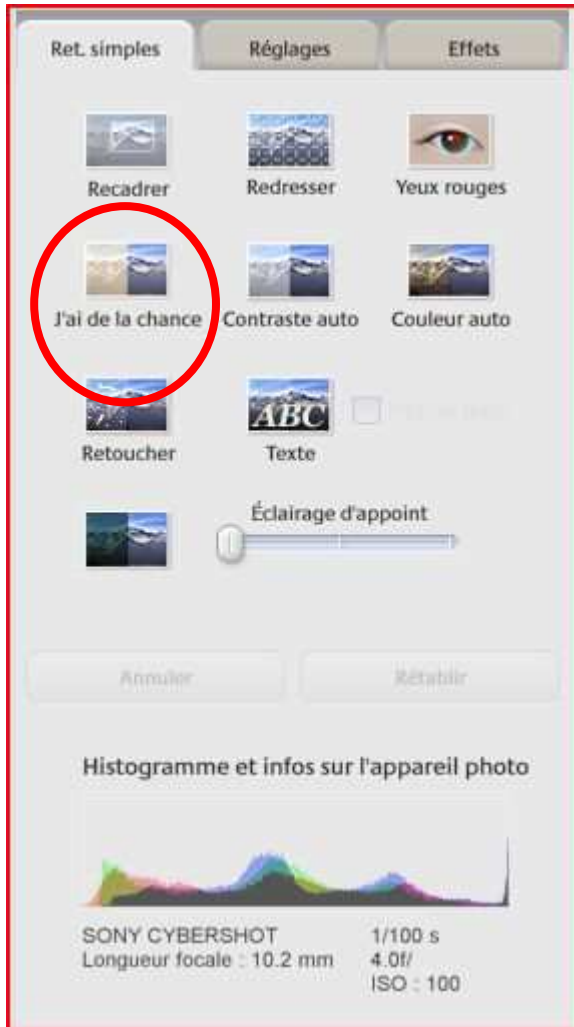 Ret. simples Réglages Effets
Recadrer Redresser Yeux rouges
J'ai de la chance Contraste auto Couleur auto
ABC
Retoucher Texte
Éclairage d'appoint
Annuler Rétablir
Histogramme et infos sur l'appareil photo
SONY CYBERSHOT 1/100 s
Longueur focale : 10.2 mm 4.0f/
ISO : 100